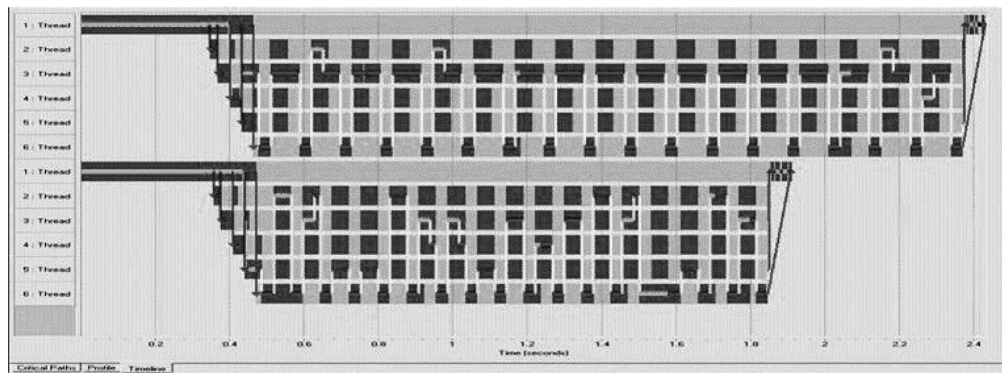 1 : Thread
2 : Thread
3 : Thread
4 : Thread
5 : Thread
6 : Thread
1 : Thread
2 : Thread
3 : Thread
4 : Thread
5 : Thread
6 : Thread
0.2 0.4 0.6 0.8 1 1.2 1.4 1.6 1.8 2 2.2 2.4
Time (seconds)
Critical Paths Profile Timeline